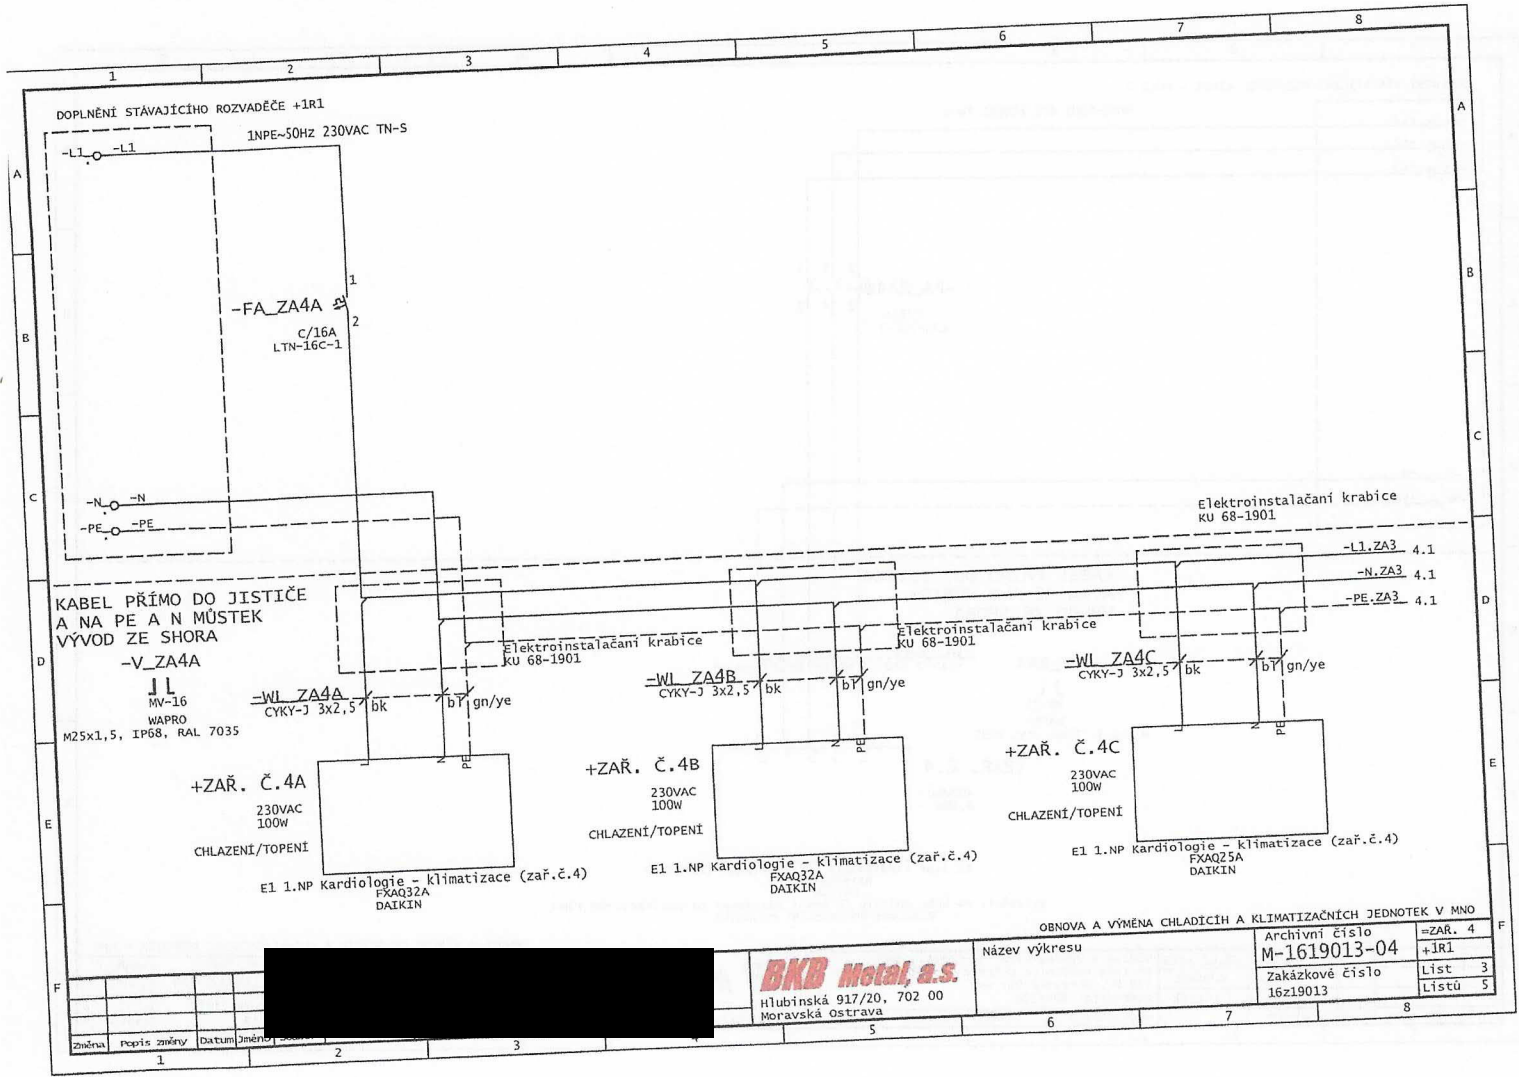 1 2 3 4 5 6 7 8
DOPLNĚNÍ STÁVAJÍCÍHO ROZVADĚČE +1R1
1NPE~50Hz 230VAC TN-S
-L1 -L1
A
A
B
B
-FA_ZA4A
1
2
C/16A
LTN-16C-1
C
C
-N -N
-PE -PE
Elektroinstalačaní krabice
KU 68-1901
-L1.ZA3 4.1
-N.ZA3 4.1
-PE.ZA3 4.1
D
D
KABEL PŘÍMO DO JISTIČE
A NA PE A N MŮSTEK
VÝVOD ZE SHORA
-V_ZA4A
MV-16
WAPRO
M25x1,5, IP68, RAL 7035
Elektroinstalačaní krabice
KU 68-1901
Elektroinstalačaní krabice
KU 68-1901
-WL_ZA4A
CYKY-J 3x2,5 bk bl gn/ye
-WL_ZA4B
CYKY-J 3x2,5 bk bl gn/ye
-WL_ZA4C
CYKY-J 3x2,5 bk bl gn/ye
L N PE
L N PE
L N PE
E
E
+ZAŘ. Č.4A
230VAC
100W
CHLAZENÍ/TOPENÍ
E1 1.NP Kardiologie - klimatizace (zař.č.4)
FXAQ32A
DAIKIN
+ZAŘ. Č.4B
230VAC
100W
CHLAZENÍ/TOPENÍ
E1 1.NP Kardiologie - klimatizace (zař.č.4)
FXAQ32A
DAIKIN
+ZAŘ. Č.4C
230VAC
100W
CHLAZENÍ/TOPENÍ
E1 1.NP Kardiologie - klimatizace (zař.č.4)
FXAQ25A
DAIKIN
OBNOVA A VÝMĚNA CHLADÍCÍH A KLIMATIZAČNÍCH JEDNOTEK V MNO
F
F
Změna Popis změny Datum Jméno
BKB Metal, a.s.
Hlubinská 917/20, 702 00
Moravská Ostrava
Název výkresu
Archivní číslo
M-1619013-04
Zakázkové číslo
16z19013
=ZAŘ. 4
+1R1
List 3
Listů 5
1 2 3 5 6 7 8